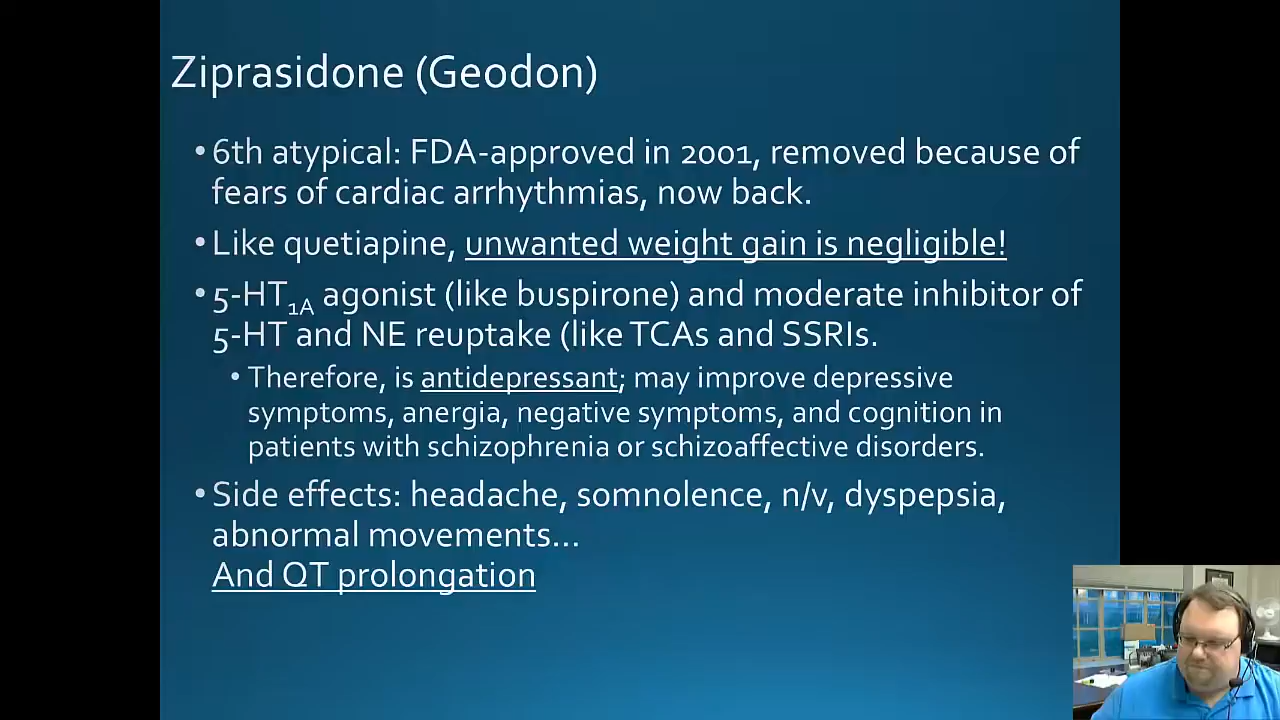 Ziprasidone (Geodon)
•6th atypical: FDA-approved in 2001, removed because of
fears of cardiac arrhythmias, now back.
•Like quetiapine, unwanted weight gain is negligible!
•5-HT1A agonist (like buspirone) and moderate inhibitor of
5-HT and NE reuptake (like TCAs and SSRIs.
•Therefore, is antidepressant; may improve depressive
symptoms, anergia, negative symptoms, and cognition in
patients with schizophrenia or schizoaffective disorders.
•Side effects: headache, somnolence, n/v, dyspepsia,
abnormal movements...
And QT prolongation